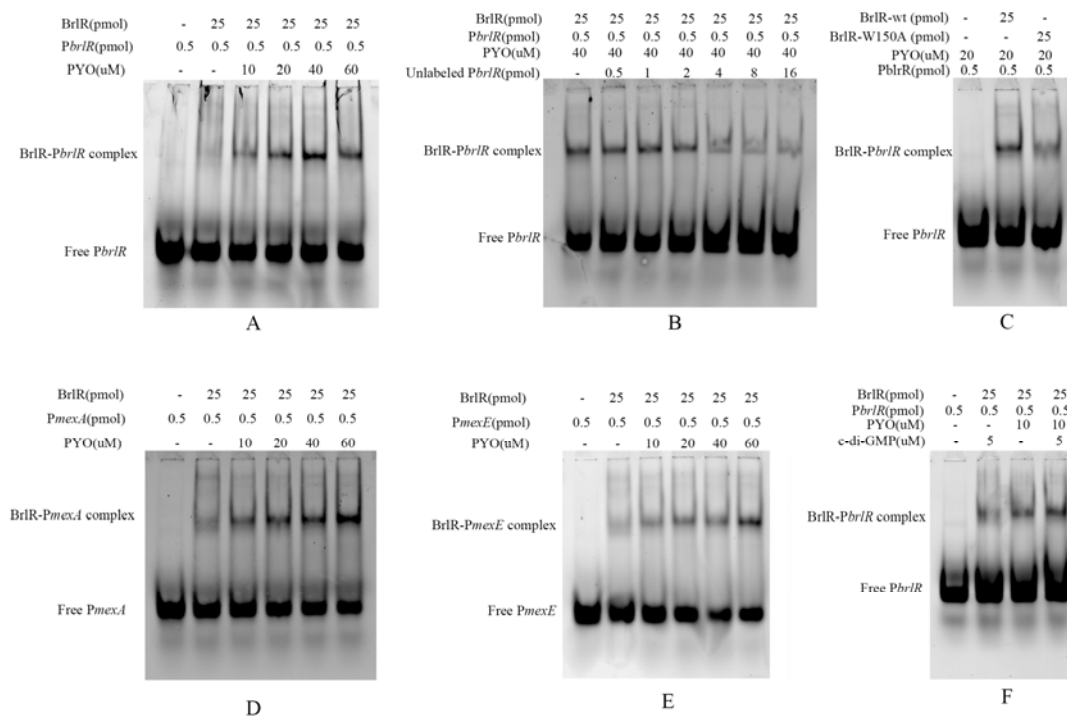 BrlR(pmol) - 25 25 25 25 25
PbrlR(pmol) 0.5 0.5 0.5 0.5 0.5 0.5
PYO(uM) - - 10 20 40 60
BrlR-PbrlR complex
Free PbrlR
A
BrlR(pmol) 25 25 25 25 25 25 25
PbrlR(pmol) 0.5 0.5 0.5 0.5 0.5 0.5 0.5
PYO(uM) 40 40 40 40 40 40 40
Unlabeled PbrlR(pmol) - 0.5 1 2 4 8 16
BrlR-PbrlR complex
Free PbrlR
B
BrlR-wt (pmol) 25
BrlR-W150A (pmol) 25
PYO(uM) 20 20 20
PblrR(pmol) 0.5 0.5 0.5
BrlR-PbrlR complex
Free PbrlR
C
BrlR(pmol) - 25 25 25 25 25
PmexA(pmol) 0.5 0.5 0.5 0.5 0.5 0.5
PYO(uM) - - 10 20 40 60
BrlR-PmexA complex
Free PmexA
D
BrlR(pmol) - 25 25 25 25 25
PmexE(pmol) 0.5 0.5 0.5 0.5 0.5 0.5
PYO(uM) - - 10 20 40 60
BrlR-PmexE complex
Free PmexE
E
BrlR(pmol) - 25 25 25
PbrlR(pmol) 0.5 0.5 0.5 0.5
PYO(uM) - - 10 10
c-di-GMP(uM) - 5 - 5
BrlR-PbrlR complex
Free PbrlR
F